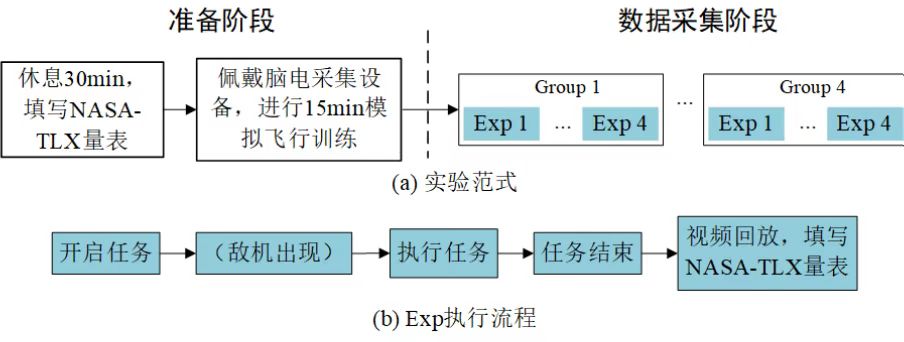 准备阶段
数据采集阶段
休息30min，
填写NASA-
TLX量表
佩戴脑电采集设
备，进行15min模
拟飞行训练
Group 1
Exp 1 ... Exp 4
...
Group 4
Exp 1 ... Exp 4
(a) 实验范式
开启任务
（敌机出现）
执行任务
任务结束
视频回放，填写
NASA-TLX量表
(b) Exp执行流程